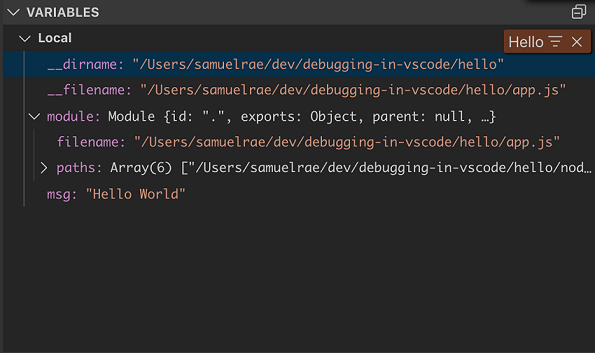 VARIABLES
Local
Hello
__dirname: "/Users/samuelrae/dev/debugging-in-vscode/hello"
__filename: "/Users/samuelrae/dev/debugging-in-vscode/hello/app.js"
module: Module {id: ".", exports: Object, parent: null, …}
filename: "/Users/samuelrae/dev/debugging-in-vscode/hello/app.js"
paths: Array(6) ["/Users/samuelrae/dev/debugging-in-vscode/hello/nod…
msg: "Hello World"